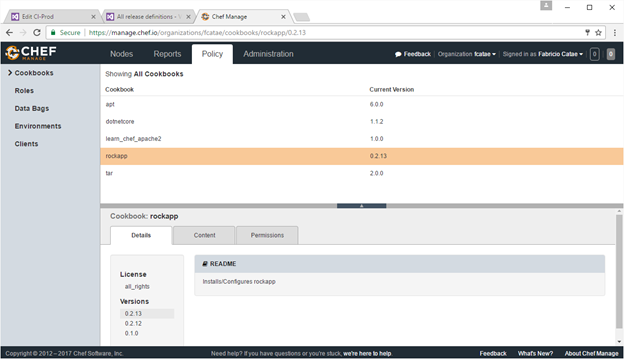 Edit CI-Prod
All release definitions -
Chef Manage
Secure
https://manage.chef.io/organizations/fcatae/cookbooks/rockapp/0.2.13
CHEF
MANAGE
Nodes Reports Policy Administration
Feedback Organization fcatae Signed in as Fabricio Catae 0 0
Cookbooks
Roles
Data Bags
Environments
Clients
Showing All Cookbooks
Cookbook Current Version
apt 6.0.0
dotnetcore 1.1.2
learn_chef_apache2 1.0.0
rockapp 0.2.13
tar 2.0.0
Cookbook: rockapp
Details Content Permissions
License
all_rights
Versions
0.2.13
0.2.12
0.1.0
README
Installs/Configures rockapp
Copyright © 2012 – 2017 Chef Software, Inc.
Need help? If you have questions or you're stuck, we're here to help.
Feedback What's New? About Chef Manage